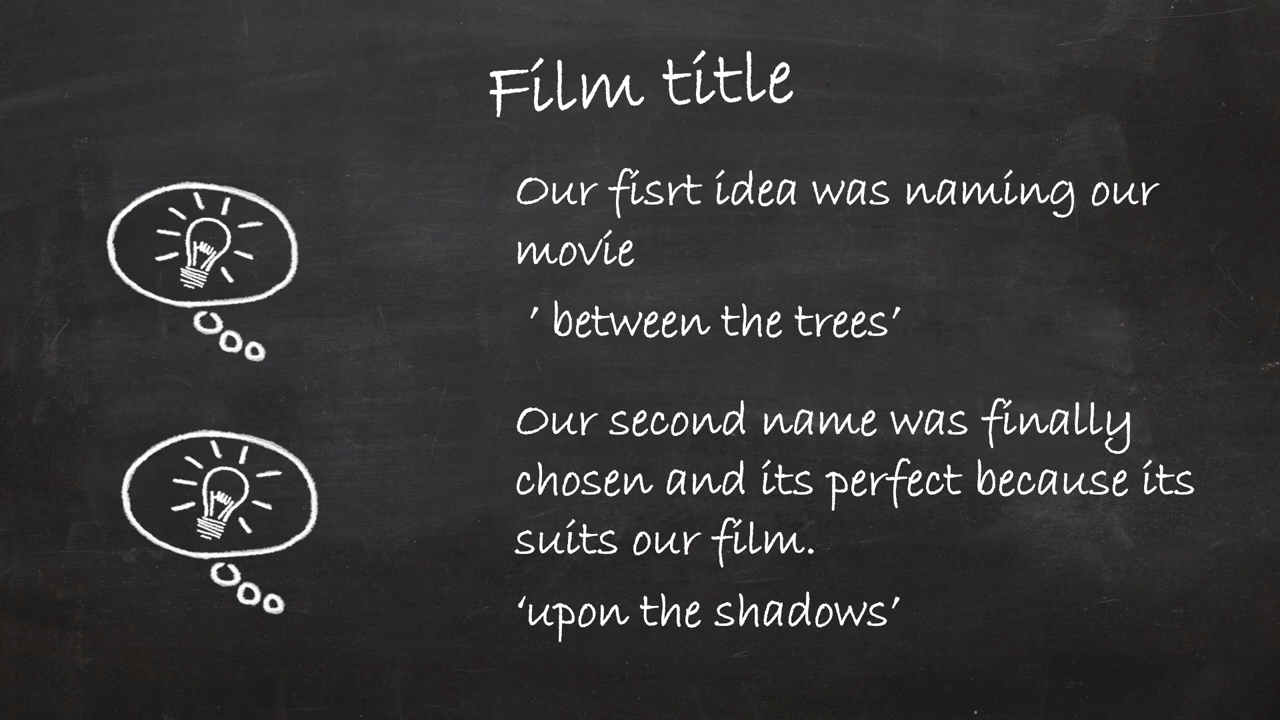 Film title
Our fisrt idea was naming our
movie
’ between the trees’
Our second name was finally
chosen and its perfect because its
suits our film.
‘upon the shadows’